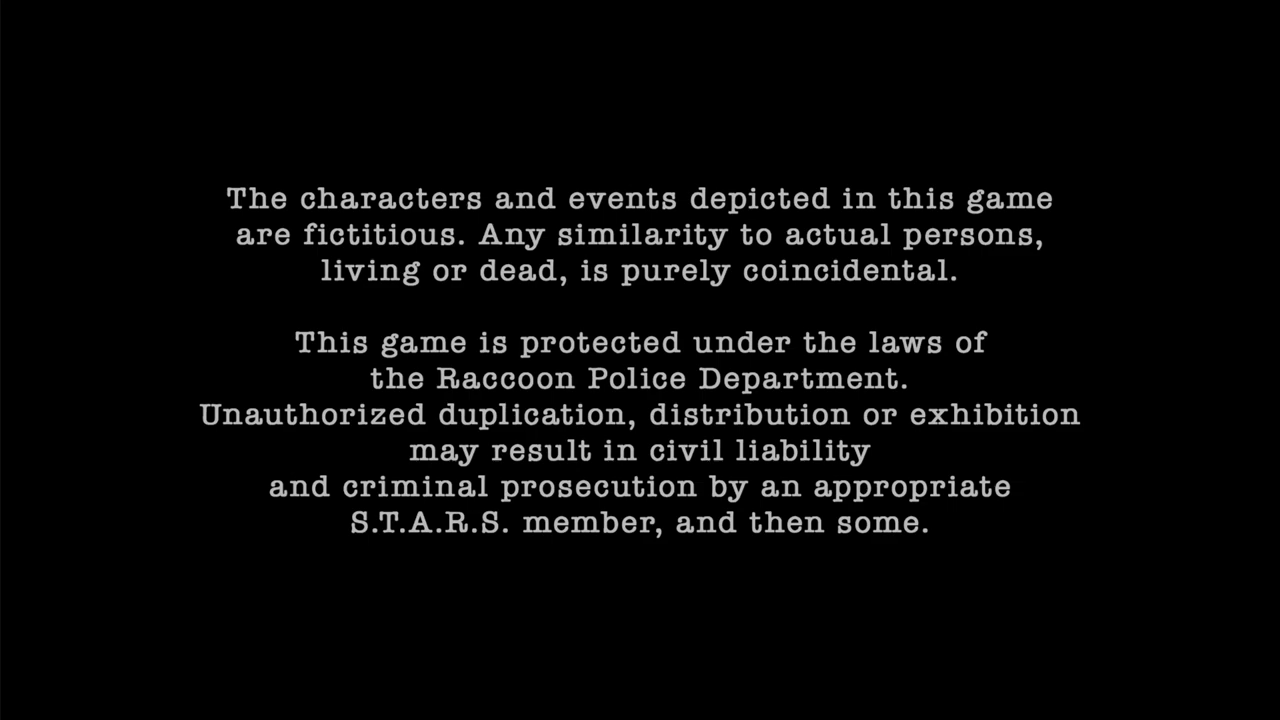 The characters and events depicted in this game
are fictitious. Any similarity to actual persons,
living or dead, is purely coincidental.
This game is protected under the laws of
the Raccoon Police Department.
Unauthorized duplication, distribution or exhibition
may result in civil liability
and criminal prosecution by an appropriate
S.T.A.R.S. member, and then some.